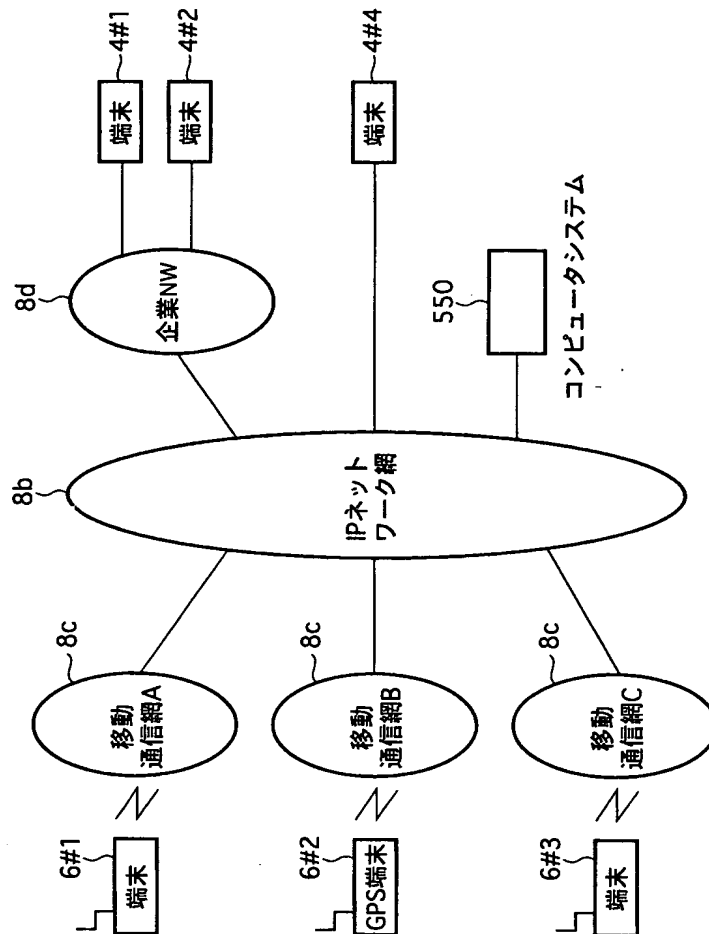 6#1
端末
6#2
GPS端末
6#3
端末
8c
移動
通信網A
8c
移動
通信網B
8c
移動
通信網C
8b
IPネット
ワーク網
8d
企業NW
550
コンピュータシステム
4#1
端末
4#2
端末
4#4
端末